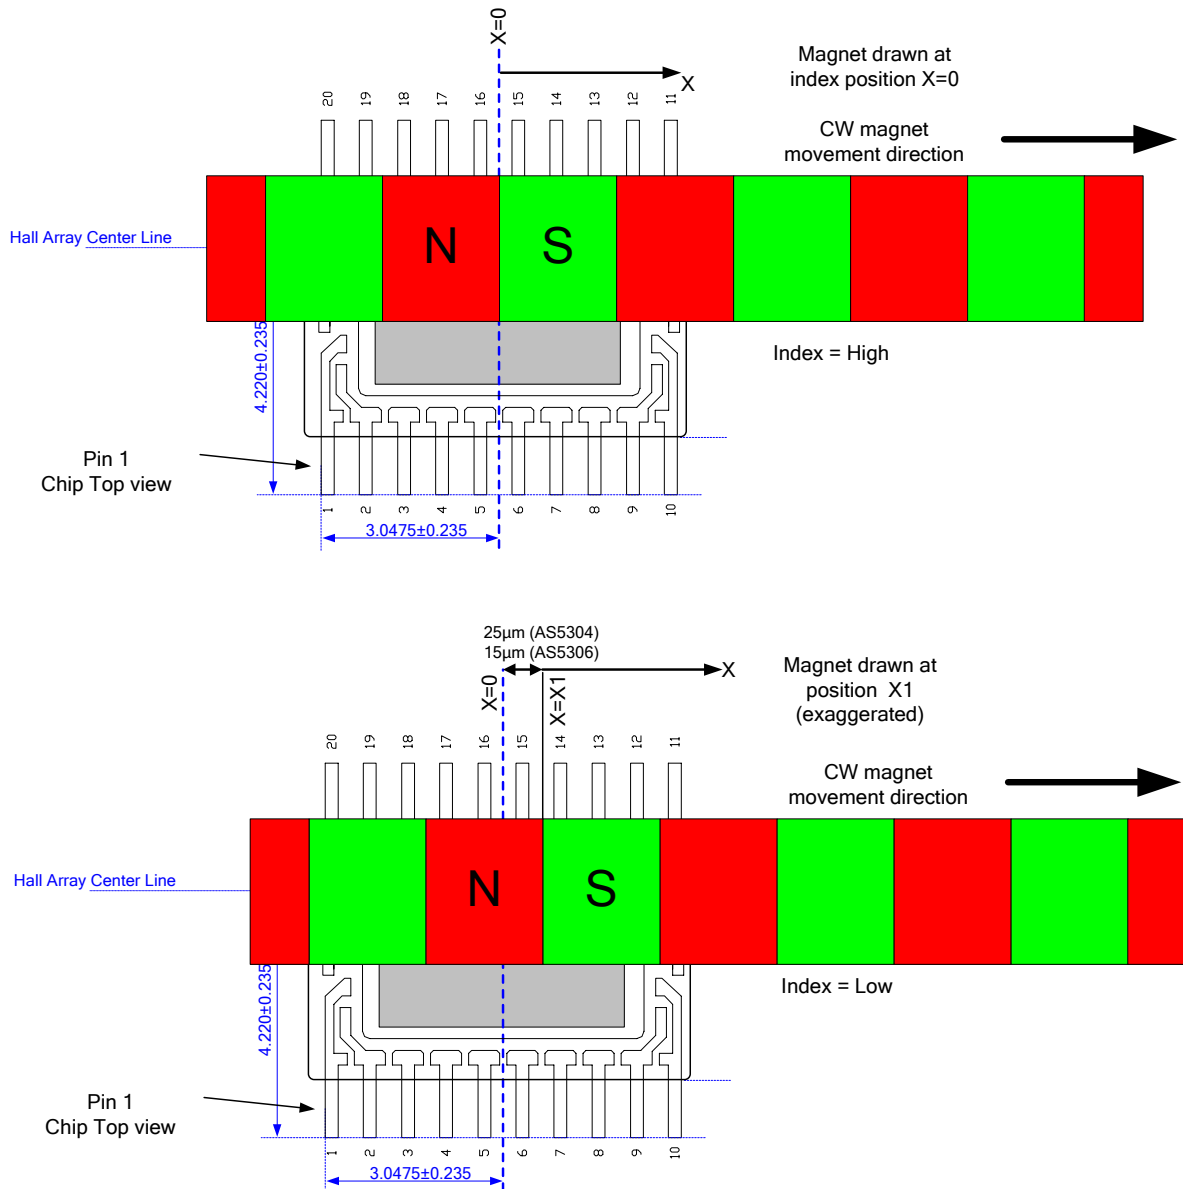 X=0
X
Magnet drawn at
index position X=0
20 19 18 17 16 15 14 13 12 11
CW magnet
movement direction
Hall Array Center Line
N S
4.220±0.235
Index = High
Pin 1
Chip Top view
1 2 3 4 5 6 7 8 9 10
3.0475±0.235
25µm (AS5304)
15µm (AS5306)
X=0
X=X1
X
Magnet drawn at
position X1
(exaggerated)
20 19 18 17 16 15 14 13 12 11
CW magnet
movement direction
Hall Array Center Line
N S
4.220±0.235
Index = Low
Pin 1
Chip Top view
1 2 3 4 5 6 7 8 9 10
3.0475±0.235